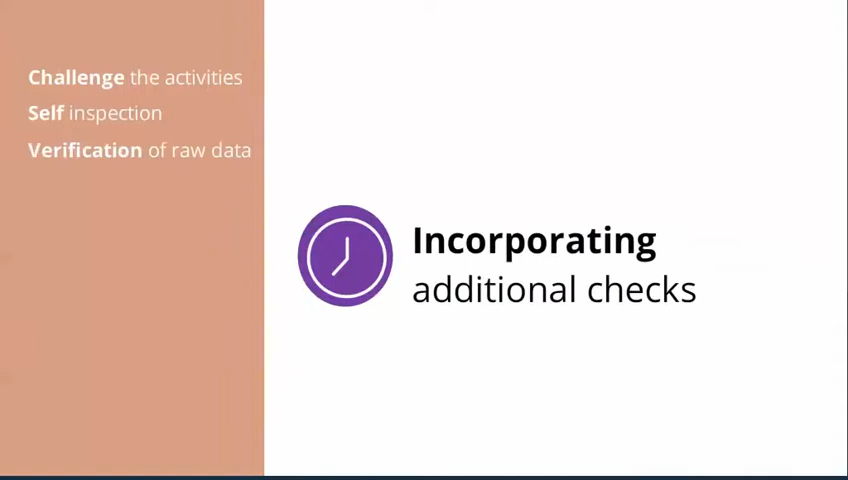 Challenge the activities
Self inspection
Verification of raw data
Incorporating
additional checks